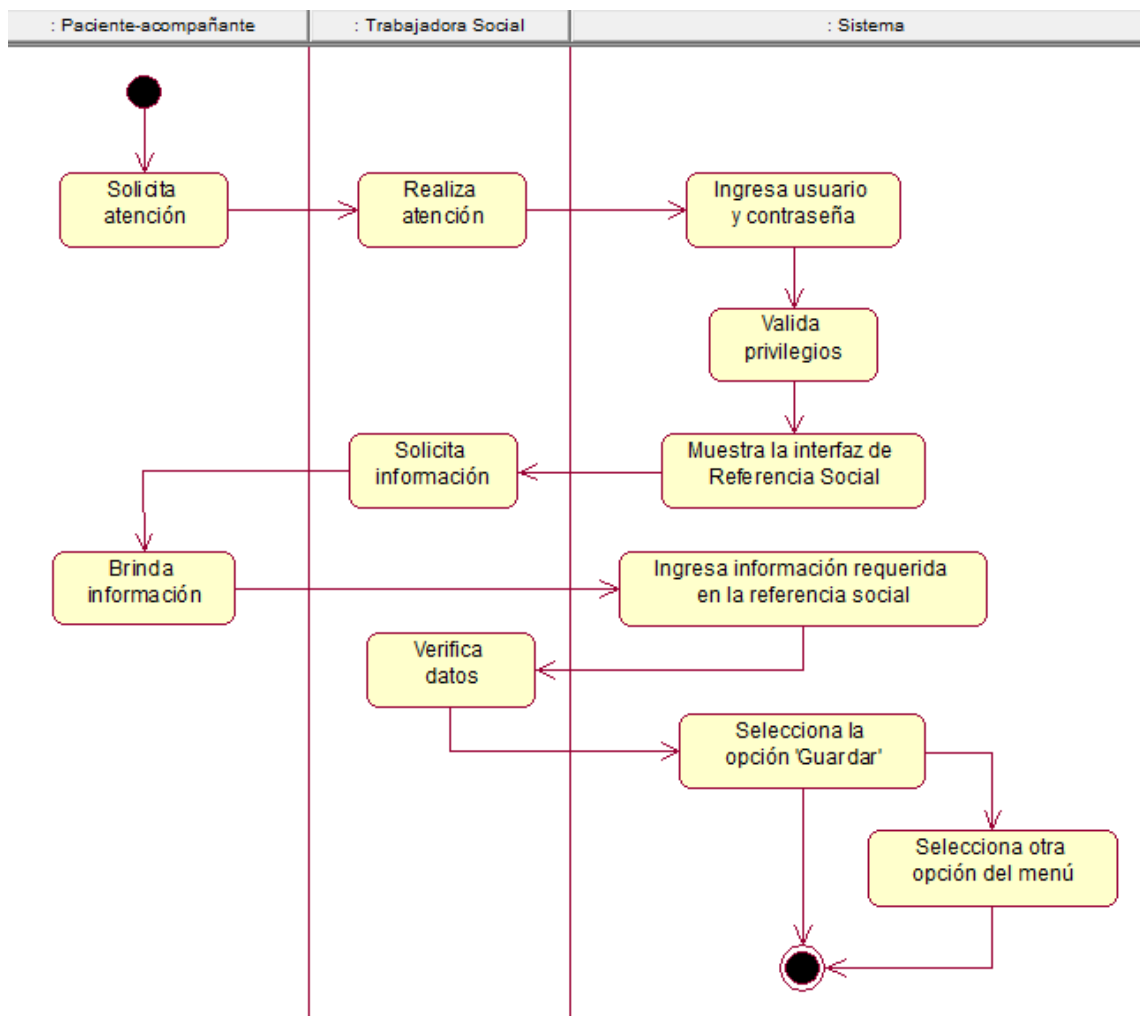 : Paciente-acompañante
: Trabajadora Social
: Sistema
Solicita
atención
Realiza
atención
Ingresa usuario
y contraseña
Valida
privilegios
Solicita
información
Muestra la interfaz de
Referencia Social
Brinda
información
Ingresa información requerida
en la referencia social
Verifica
datos
Selecciona la
opción 'Guardar'
Selecciona otra
opción del menú